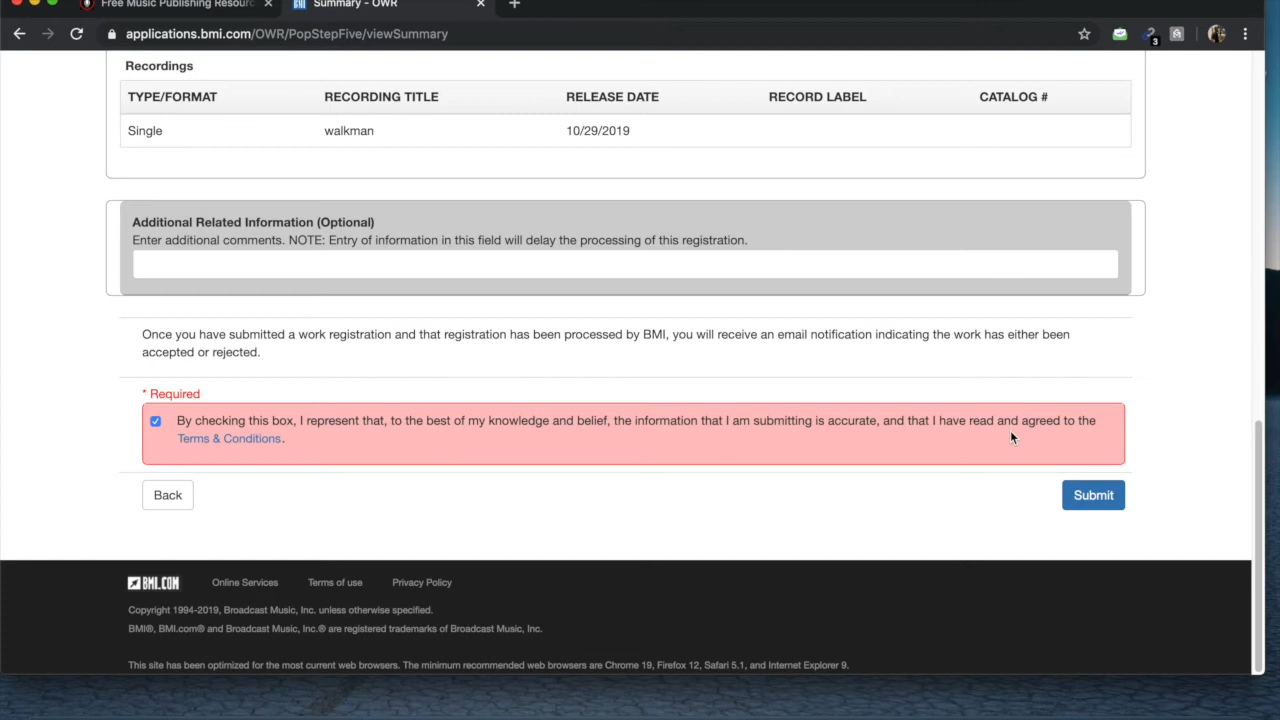 Free Music Publishing Resourc
BMI Summary - OWR
applications.bmi.com/OWR/PopStepFive/viewSummary
3
Recordings
TYPE/FORMAT RECORDING TITLE RELEASE DATE RECORD LABEL CATALOG #
Single walkman 10/29/2019
Additional Related Information (Optional)
Enter additional comments. NOTE: Entry of information in this field will delay the processing of this registration.
Once you have submitted a work registration and that registration has been processed by BMI, you will receive an email notification indicating the work has either been
accepted or rejected.
* Required
By checking this box, I represent that, to the best of my knowledge and belief, the information that I am submitting is accurate, and that I have read and agreed to the
Terms & Conditions.
Back Submit
BMI.COM Online Services Terms of use Privacy Policy
Copyright 1994-2019, Broadcast Music, Inc. unless otherwise specified.
BMI®, BMI.com® and Broadcast Music, Inc.® are registered trademarks of Broadcast Music, Inc.
This site has been optimized for the most current web browsers. The minimum recommended web browsers are Chrome 19, Firefox 12, Safari 5.1, and Internet Explorer 9.